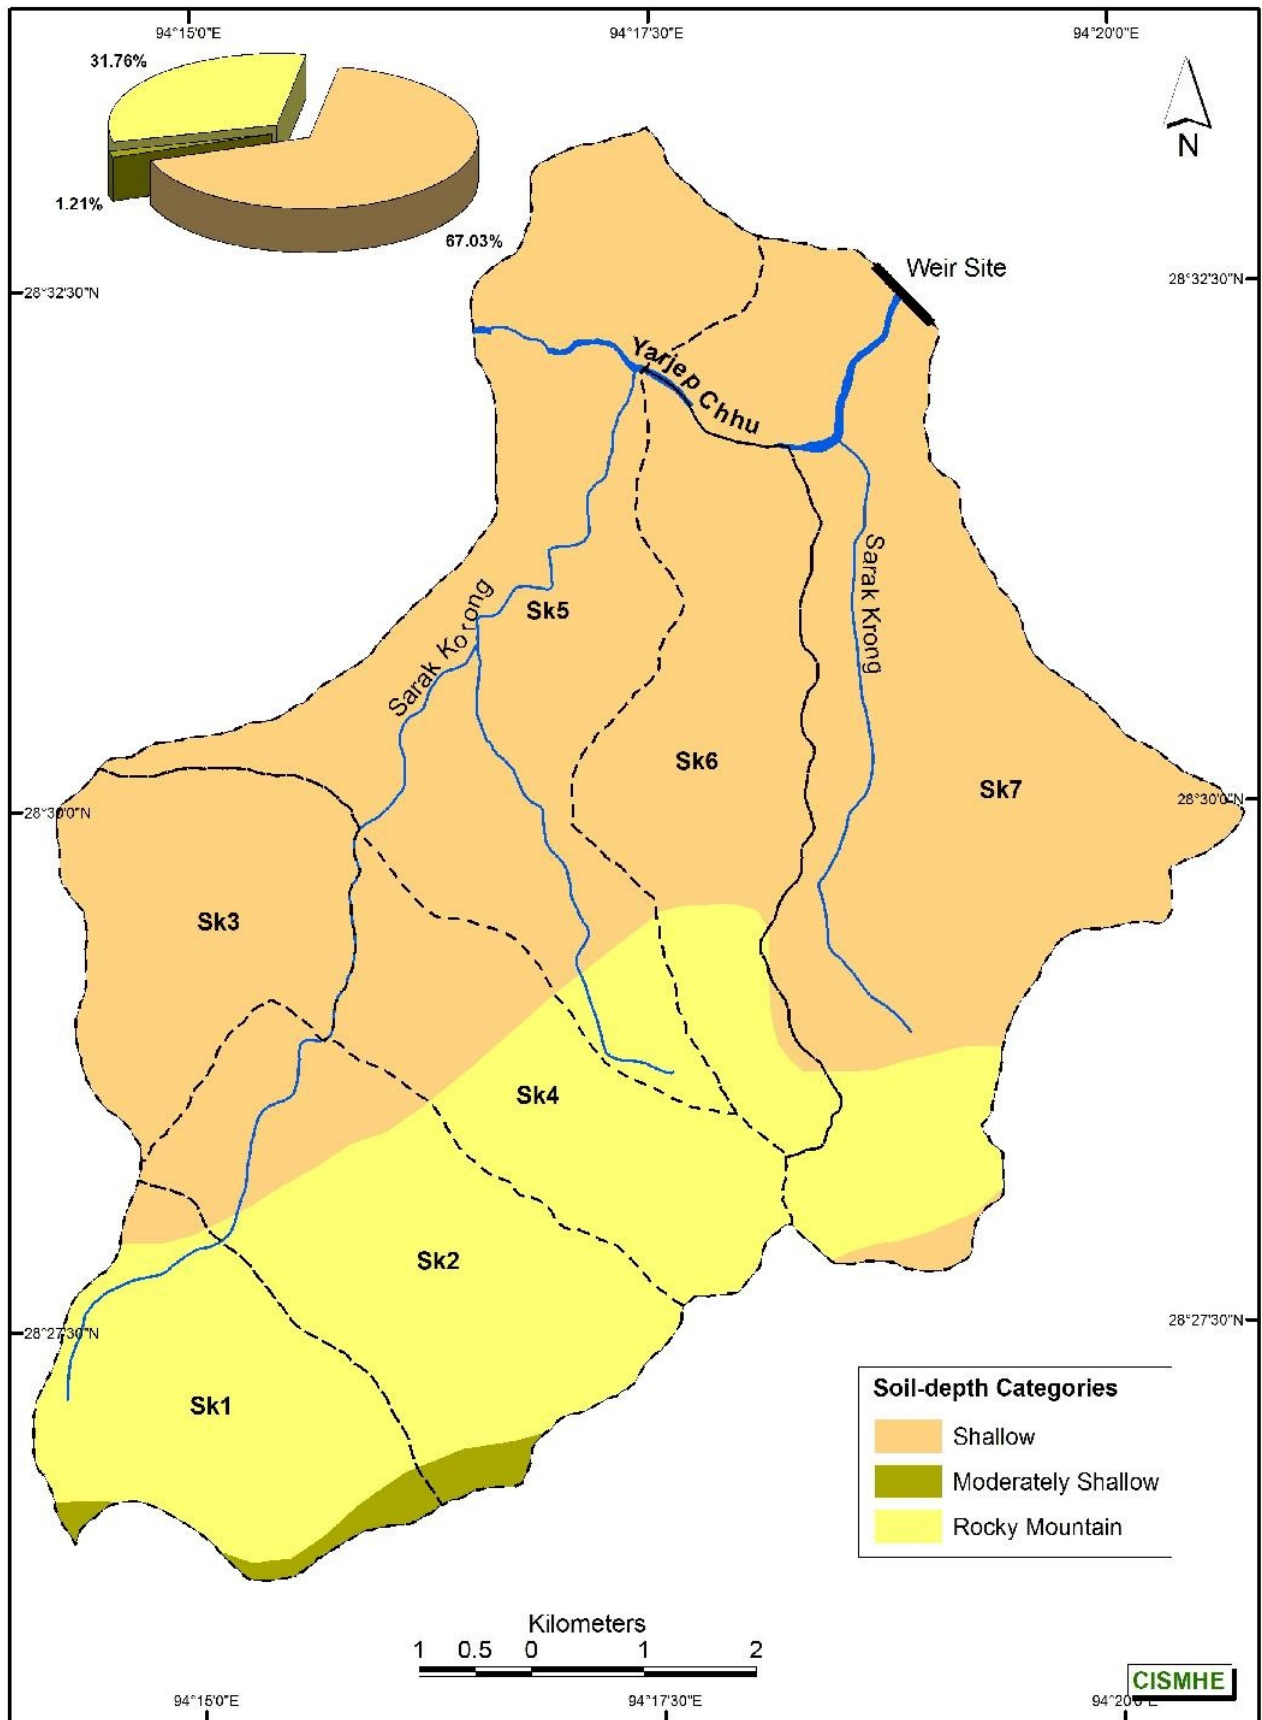 94°15'0"E
94°17'30"E
94°20'0"E
31.76%
1.21%
67.03%
N
28°32'30"N
28°32'30"N
Weir Site
Yarjep Chhu
Sarak Korong
Sarak Krong
Sk5
Sk6
Sk7
28°30'0"N
28°30'0"N
Sk3
Sk4
Sk2
28°27'30"N
28°27'30"N
Sk1
Soil-depth Categories
Shallow
Moderately Shallow
Rocky Mountain
Kilometers
1 0.5 0 1 2
CISMHE
94°15'0"E
94°17'30"E
94°20'0"E